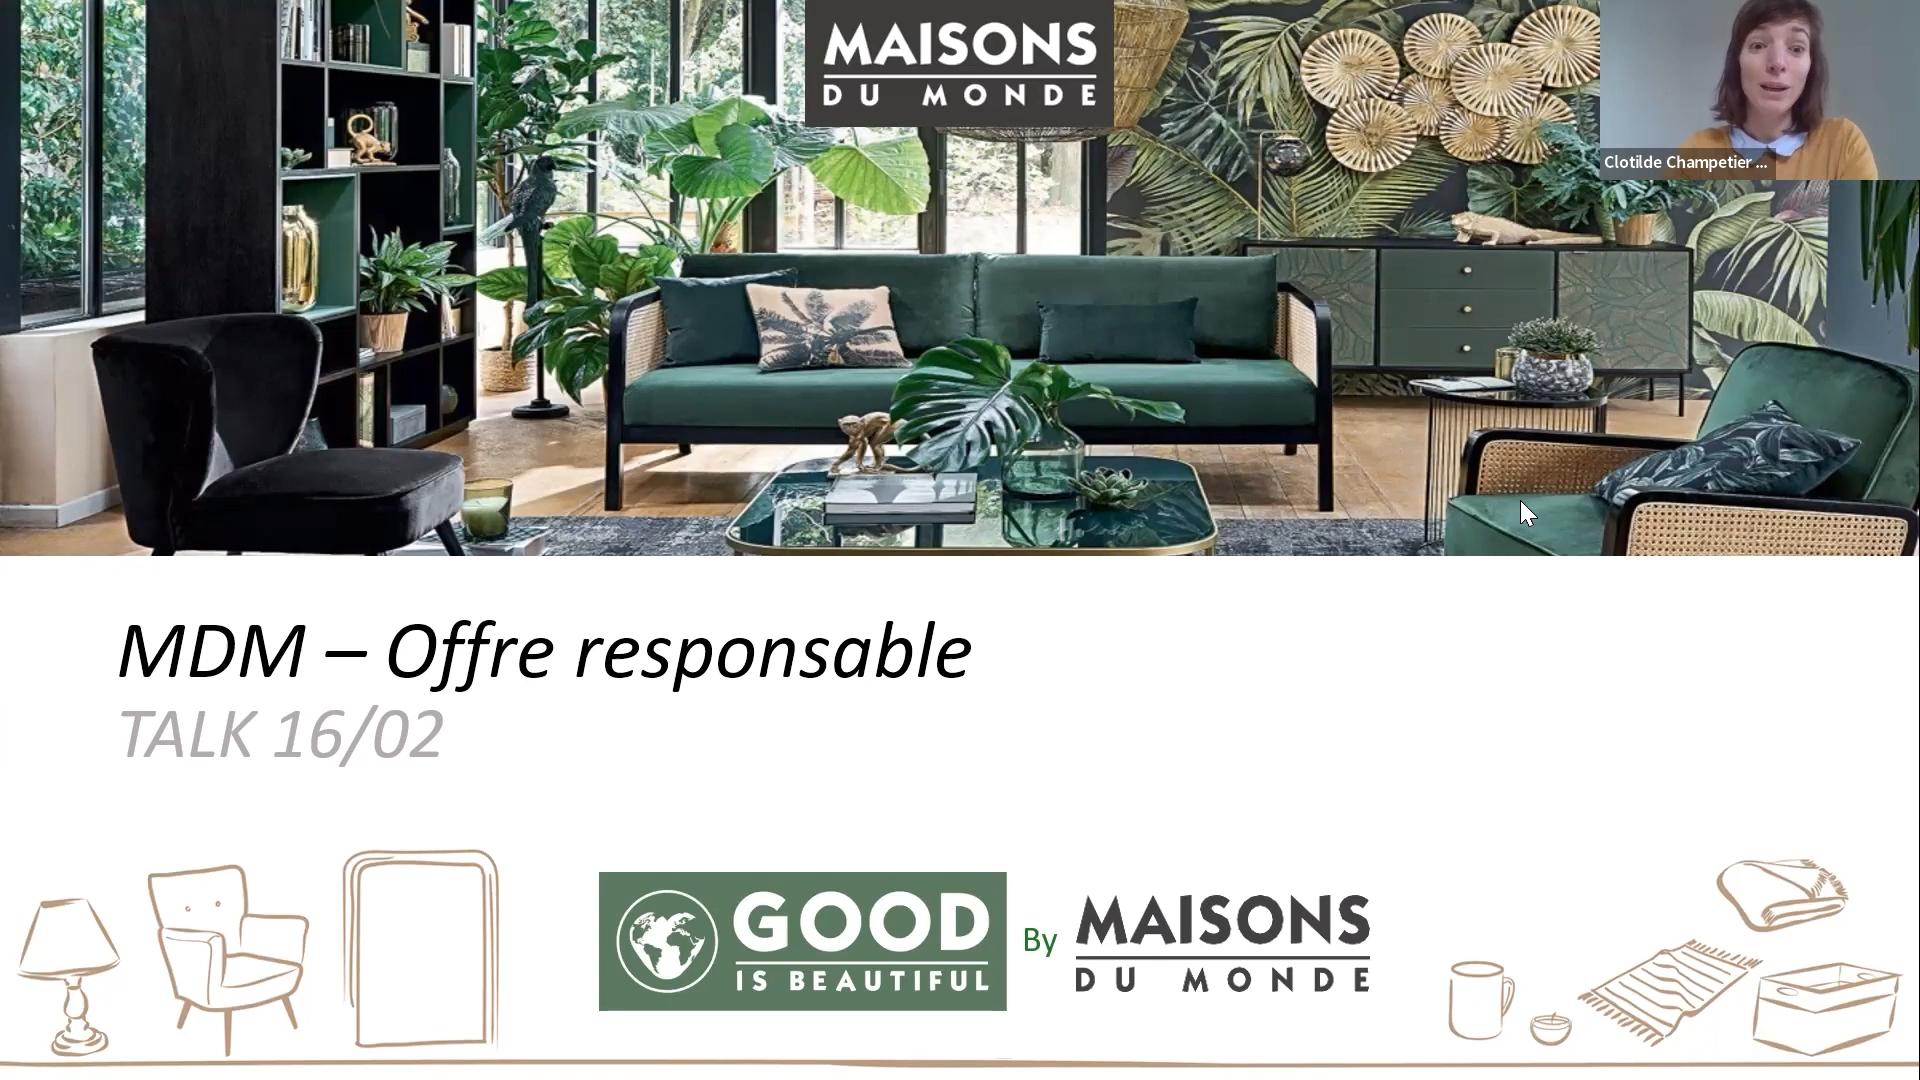 MAISONS
DU MONDE
Clotilde Champetier ...
MDM – Offre responsable
TALK 16/02
GOOD
IS BEAUTIFUL
By
MAISONS
DU MONDE